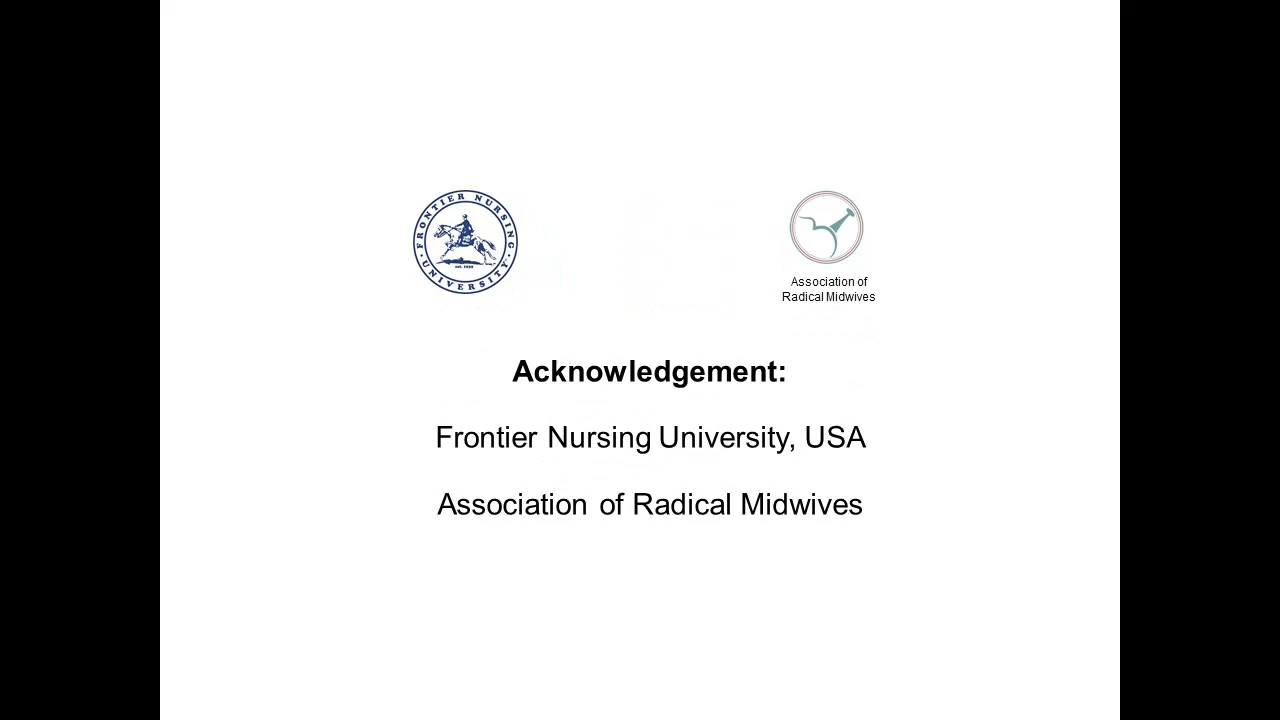 FRONTIER NURSING
UNIVERSITY
Association of
Radical Midwives
Acknowledgement:
Frontier Nursing University, USA
Association of Radical Midwives